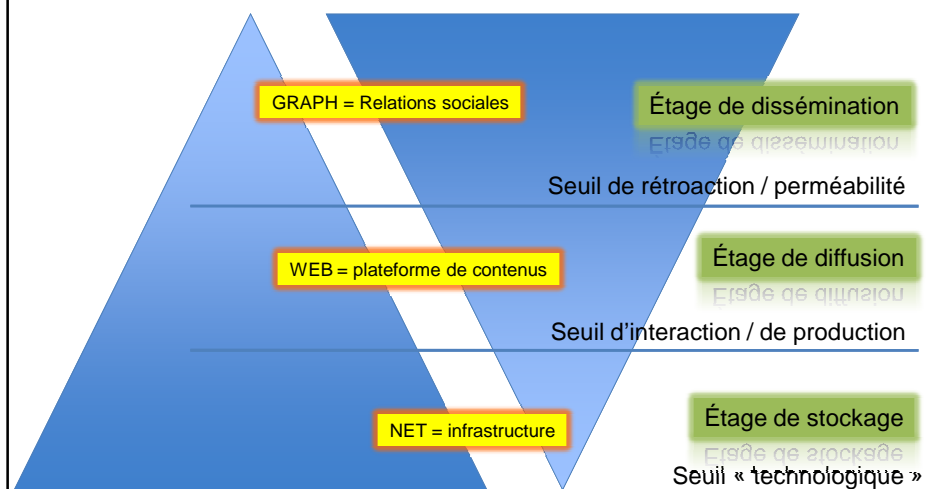 GRAPH = Relations sociales
Étage de dissémination
Seuil de rétroaction / perméabilité
WEB = plateforme de contenus
Étage de diffusion
Seuil d’interaction / de production
NET = infrastructure
Étage de stockage
Seuil « technologique »